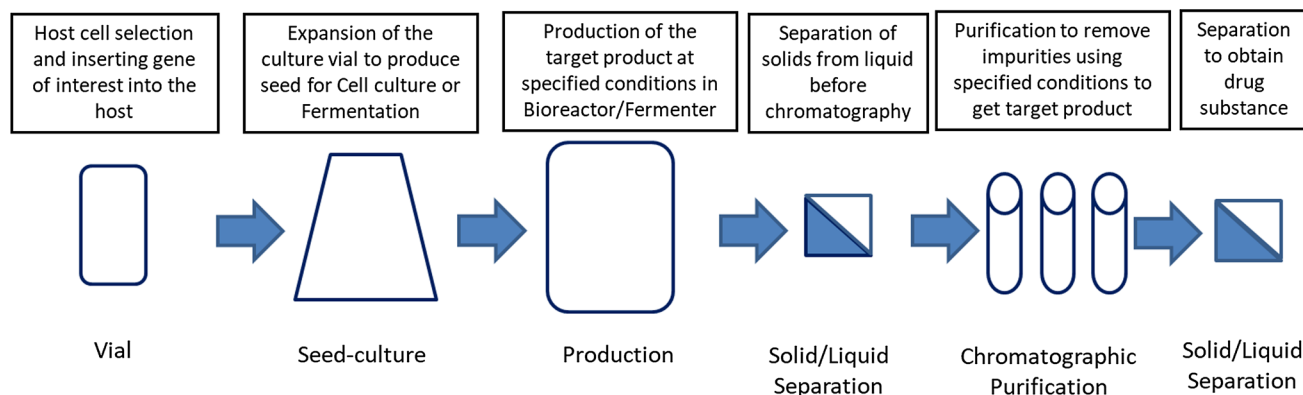 Host cell selection
and inserting gene
of interest into the
host
Expansion of the
culture vial to produce
seed for Cell culture or
Fermentation
Production of the
target product at
specified conditions in
Bioreactor/Fermenter
Separation of
solids from liquid
before
chromatography
Purification to remove
impurities using
specified conditions to
get target product
Separation
to obtain
drug
substance
Vial
Seed-culture
Production
Solid/Liquid
Separation
Chromatographic
Purification
Solid/Liquid
Separation